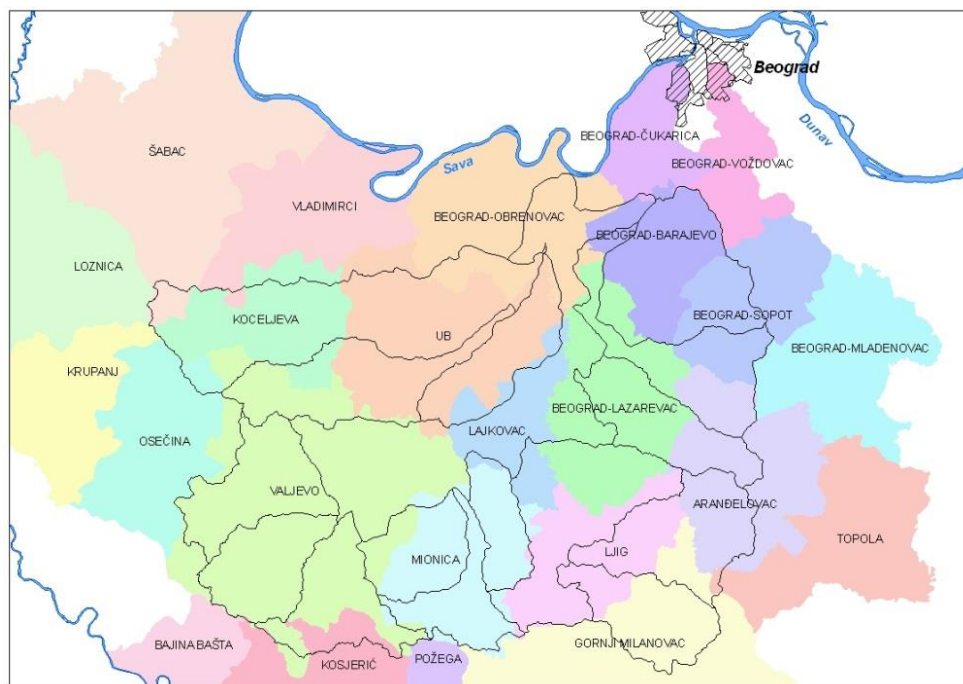 Beograd
Dunav
BEOGRAD-ČUKARICA
ŠABAC
Sava
BEOGRAD-VOŽDOVAC
VLADIMIRCI
BEOGRAD-OBRENOVAC
BEOGRAD-BARAJEVO
LOZNICA
KOCELJEVA
BEOGRAD-SOPOT
UB
BEOGRAD-MLADENOVAC
KRUPANJ
BEOGRAD-LAZAREVAC
LAJKOVAC
OSEČINA
VALJEVO
ARANĐELOVAC
TOPOLA
LJIG
MIONICA
BAJINA BAŠTA
GORNJI MILANOVAC
POŽEGA
KOSJERIĆ